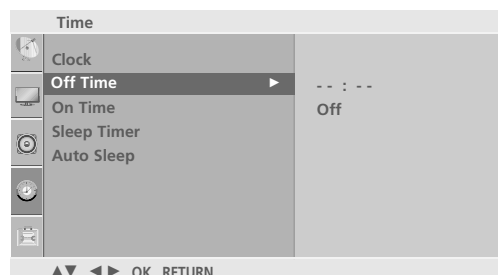 Time
Clock
Off Time ►
- - : - -
On Time
Off
Sleep Timer
Auto Sleep
▲▼ ◄► OK RETURN